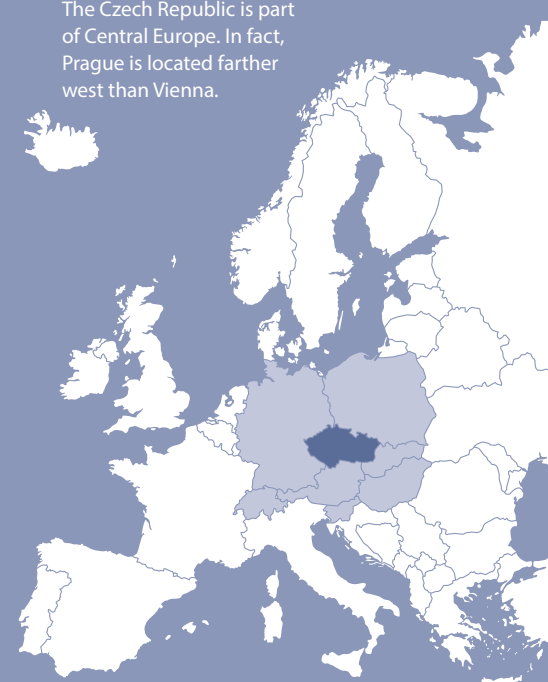 The Czech Republic is part
of Central Europe. In fact,
Prague is located farther
west than Vienna.